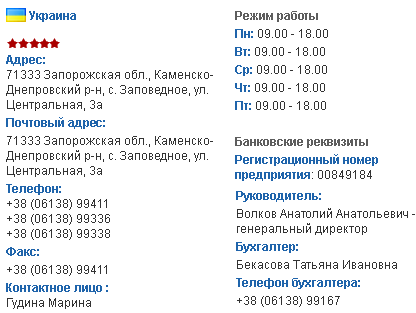 Украина
Адрес:
71333 Запорожская обл., Каменско-
Днепровский р-н, с. Заповедное, ул.
Центральная, 3а
Почтовый адрес:
71333 Запорожская обл., Каменско-
Днепровский р-н, с. Заповедное, ул.
Центральная, 3а
Телефон:
+38 (06138) 99411
+38 (06138) 99336
+38 (06138) 99338
Факс:
+38 (06138) 99411
Контактное лицо :
Гудина Марина
Режим работы
Пн: 09.00 - 18.00
Вт: 09.00 - 18.00
Ср: 09.00 - 18.00
Чт: 09.00 - 18.00
Пт: 09.00 - 18.00
Банковские реквизиты
Регистрационный номер
предприятия: 00849184
Руководитель:
Волков Анатолий Анатольевич -
генеральный директор
Бухгалтер:
Бекасова Татьяна Ивановна
Телефон бухгалтера:
+38 (06138) 99167